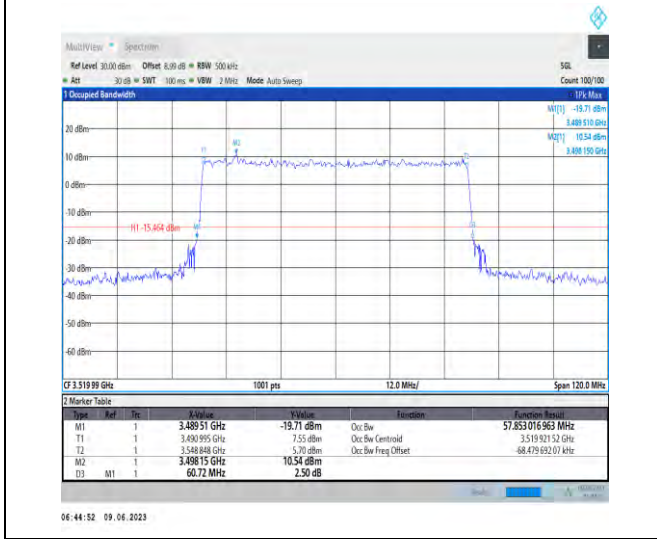 MultiView Spectrum
Ref Level 30.00 dBm Offset 8.99 dB RBW 500 kHz SGL
Att 30 dB SWT 100 ms VBW 2 MHz Mode Auto Sweep Count 100/100
1 Occupied Bandwidth 1Pk Max
M1[1] -19.71 dBm
3.489 510 GHz
M2[1] 10.54 dBm
3.498 150 GHz
20 dBm
M2
T1
10 dBm
0 dBm
-10 dBm
H1 -15.464 dBm
-20 dBm
-30 dBm
-40 dBm
-50 dBm
-60 dBm
CF 3.519 99 GHz 1001 pts 12.0 MHz/ Span 120.0 MHz
2 Marker Table
Type Ref Trc X-Value Y-Value Function Function Result
M1 1 3.489 51 GHz -19.71 dBm Occ Bw 57.853 016 963 MHz
T1 1 3.490 995 GHz 7.55 dBm Occ Bw Centroid 3.519 921 52 GHz
T2 1 3.548 848 GHz 5.70 dBm Occ Bw Freq Offset -68.479 692 07 kHz
M2 1 3.498 15 GHz 10.54 dBm
D3 M1 1 60.72 MHz 2.50 dB
06:44:52 09.06.2023